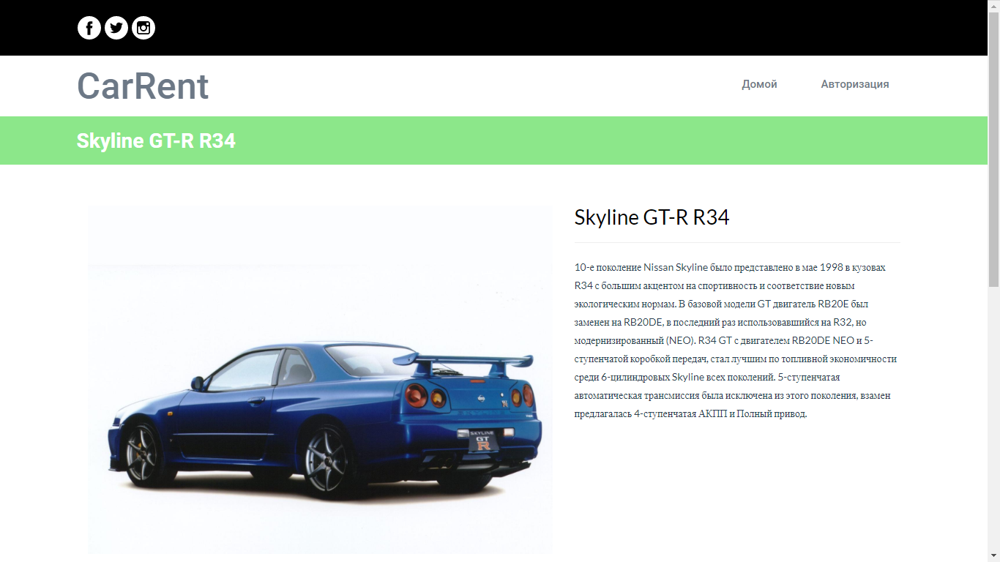 CarRent
Домой
Авторизация
Skyline GT-R R34
Skyline GT-R R34
10-е поколение Nissan Skyline было представлено в мае 1998 в кузовах
R34 с большим акцентом на спортивность и соответствие новым
экологическим нормам. В базовой модели GT двигатель RB20E был
заменен на RB20DE, в последний раз использовавшийся на R32, но
модернизированный (NEO). R34 GT с двигателем RB20DE NEO и 5-
ступенчатой коробкой передач, стал лучшим по топливной экономичности
среди 6-цилиндровых Skyline всех поколений. 5-ступенчатая
автоматическая трансмиссия была исключена из этого поколения, взамен
предлагалась 4-ступенчатая АКПП и Полный привод.
SKYLINE
GT
R